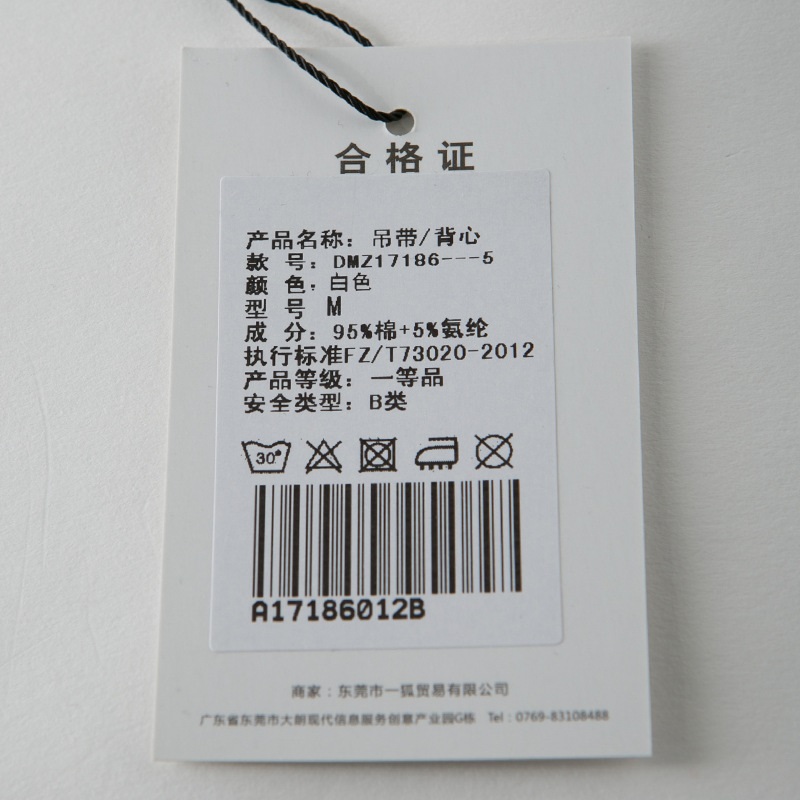 合格证
产品名称：吊带/背心
款 号：DMZ17186---5
颜 色：白色
型 号 M
成 分：95%棉+5%氨纶
执行标准FZ/T73020-2012
产品等级：一等品
安全类型：B类
30°
A17186012B
商家：东莞市一狐贸易有限公司
广东省东莞市大朗现代信息服务创意产业园G栋 Tel：0769-83108488